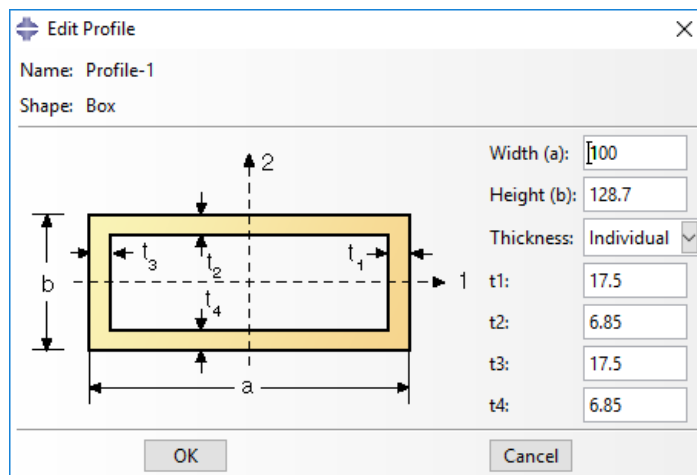 Edit Profile
Name: Profile-1
Shape: Box
2
Width (a): 100
Height (b): 128.7
Thickness: Individual
t3
t2
t1
b
1
t4
a
t1: 17.5
t2: 6.85
t3: 17.5
t4: 6.85
OK
Cancel